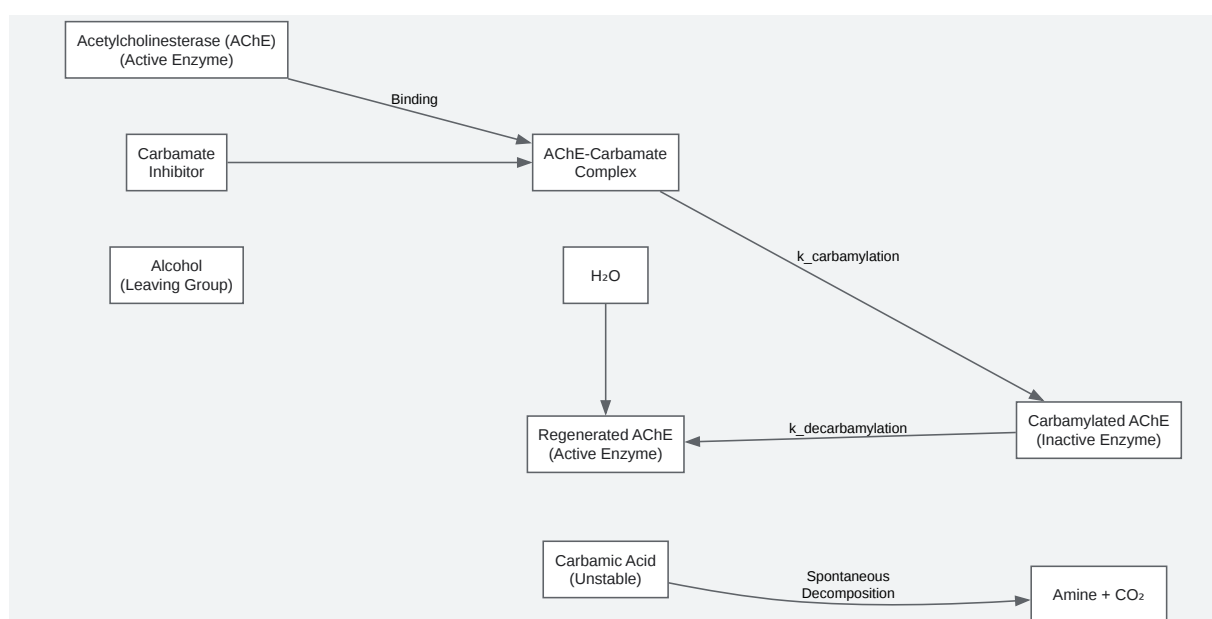 Acetylcholinesterase (AChE)
(Active Enzyme)
Binding
Carbamate
Inhibitor
AChE-Carbamate
Complex
k_carbamylation
Alcohol
(Leaving Group)
H₂O
k_decarbamylation
Carbamylated AChE
(Inactive Enzyme)
Regenerated AChE
(Active Enzyme)
Carbamic Acid
(Unstable)
Spontaneous
Decomposition
Amine + CO₂